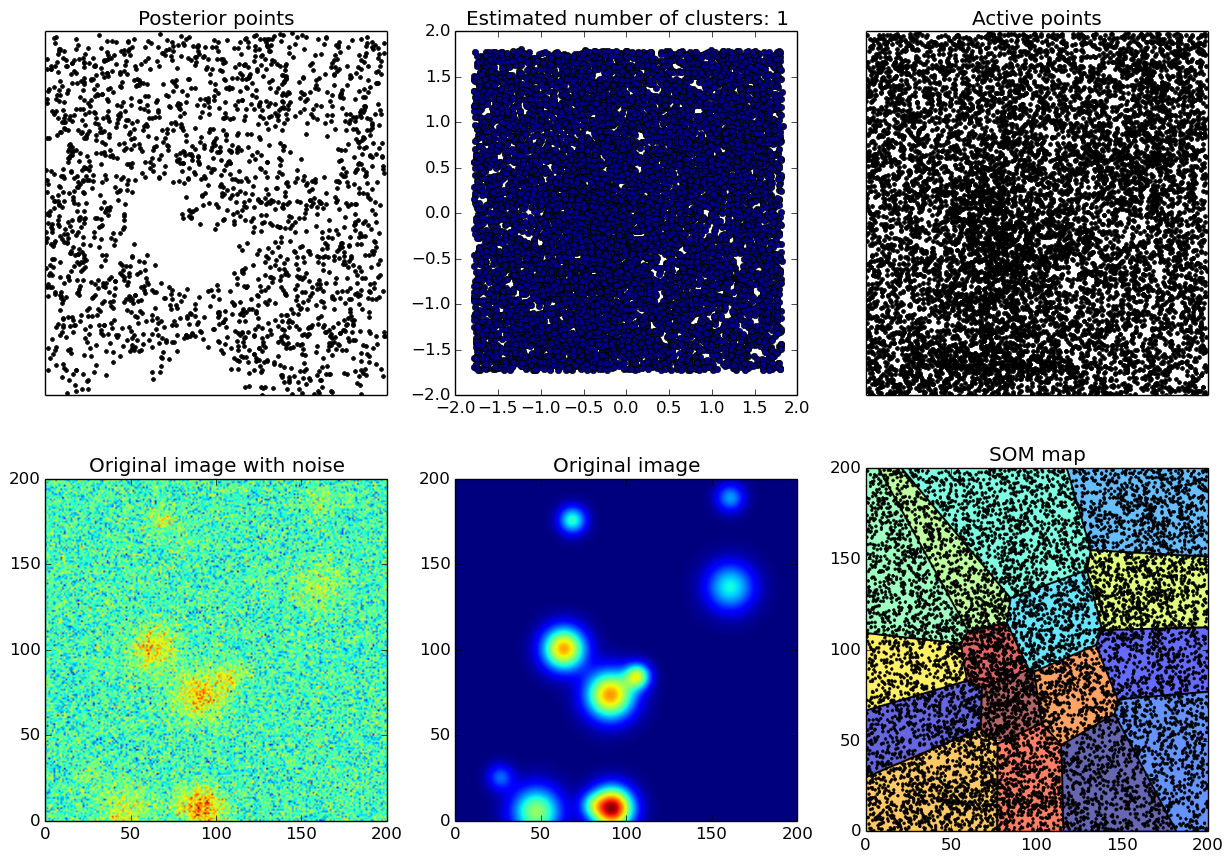 Posterior points
Estimated number of clusters: 1
Active points
2.0
1.5
1.0
0.5
0.0
−0.5
−1.0
−1.5
−2.0
−2.0 −1.5 −1.0 −0.5 0.0 0.5 1.0 1.5 2.0
Original image with noise
Original image
SOM map
200
150
100
50
0
0 50 100 150 200
200
150
100
50
0
0 50 100 150 200
200
150
100
50
0
0 50 100 150 200